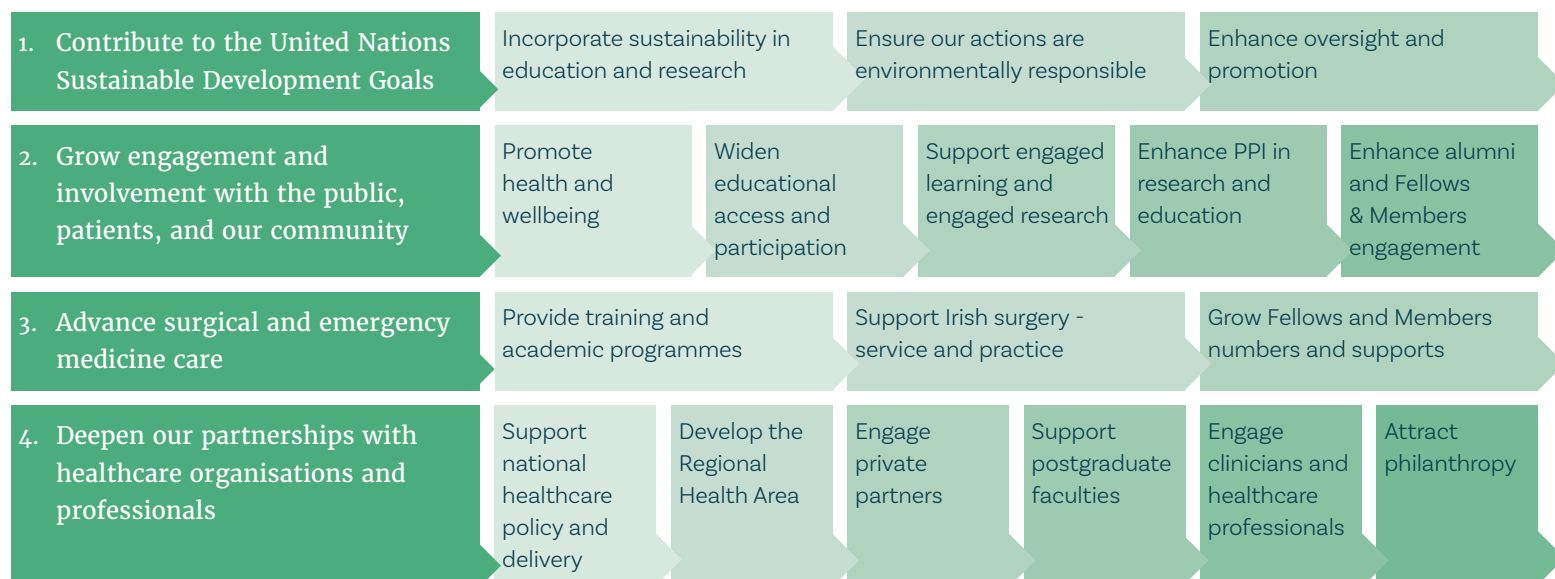 1. Contribute to the United Nations
Sustainable Development Goals
Incorporate sustainability in
education and research
Ensure our actions are
environmentally responsible
Enhance oversight and
promotion
2. Grow engagement and
involvement with the public,
patients, and our community
Promote
health and
wellbeing
Widen
educational
access and
participation
Support engaged
learning and
engaged research
Enhance PPI in
research and
education
Enhance alumni
and Fellows
& Members
engagement
3. Advance surgical and emergency
medicine care
Provide training and
academic programmes
Support Irish surgery -
service and practice
Grow Fellows and Members
numbers and supports
4. Deepen our partnerships with
healthcare organisations and
professionals
Support
national
healthcare
policy and
delivery
Develop the
Regional
Health Area
Engage
private
partners
Support
postgraduate
faculties
Engage
clinicians and
healthcare
professionals
Attract
philanthropy